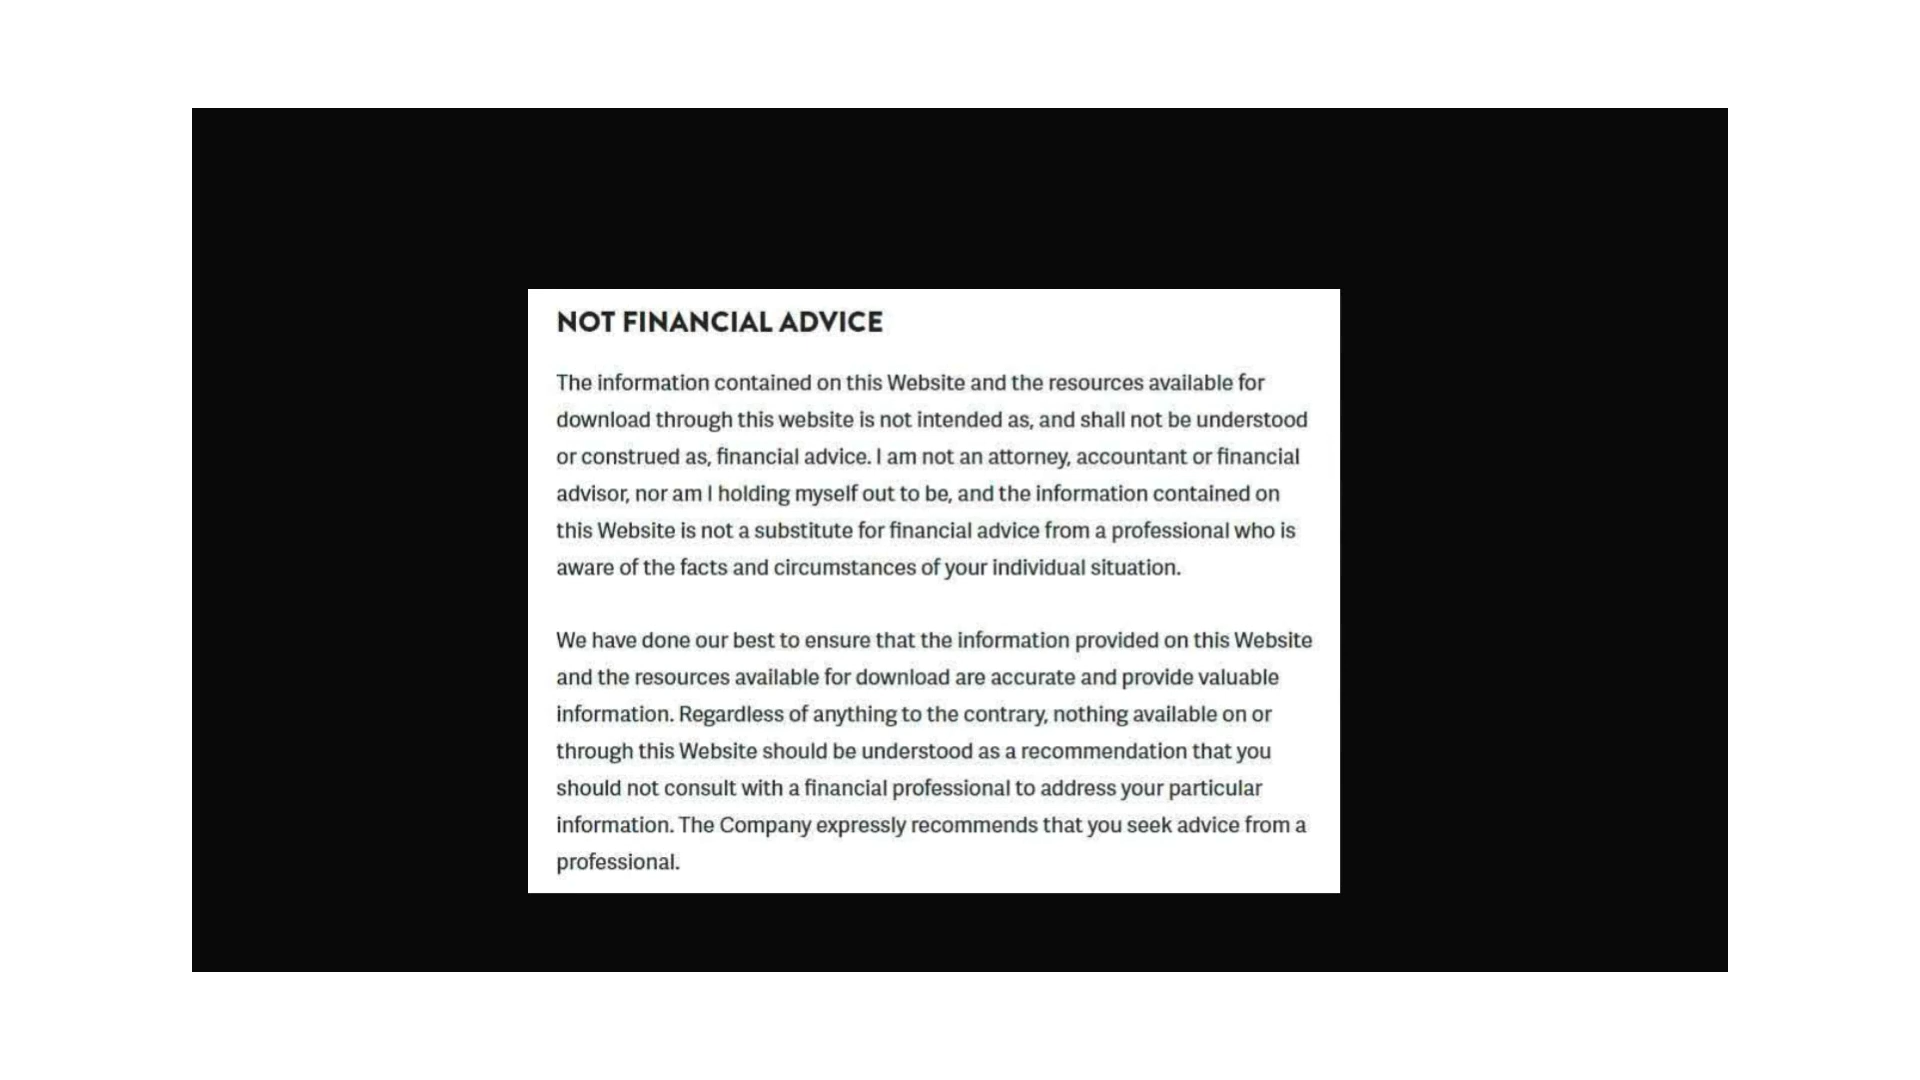 NOT FINANCIAL ADVICE
The information contained on this Website and the resources available for
download through this website is not intended as, and shall not be understood
or construed as, financial advice. I am not an attorney, accountant or financial
advisor, nor am I holding myself out to be, and the information contained on
this Website is not a substitute for financial advice from a professional who is
aware of the facts and circumstances of your individual situation.
We have done our best to ensure that the information provided on this Website
and the resources available for download are accurate and provide valuable
information. Regardless of anything to the contrary, nothing available on or
through this Website should be understood as a recommendation that you
should not consult with a financial professional to address your particular
information. The Company expressly recommends that you seek advice from a
professional.